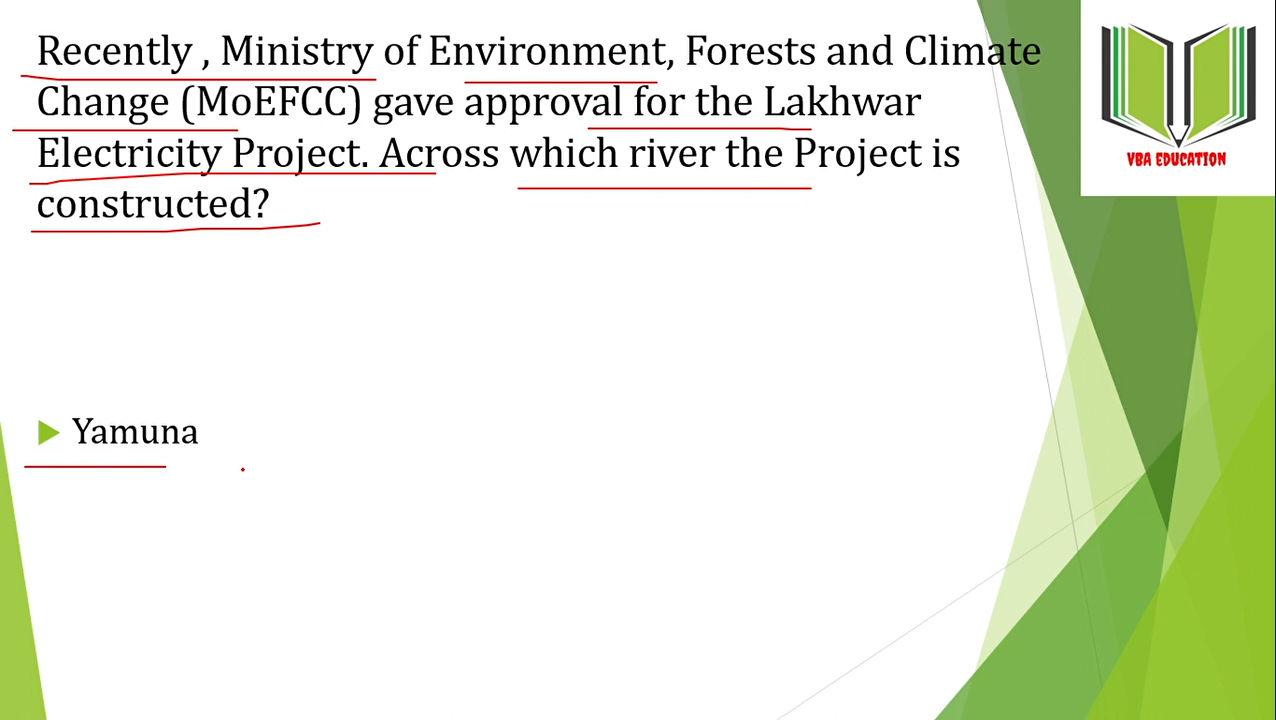 Recently , Ministry of Environment, Forests and Climate
Change (MoEFCC) gave approval for the Lakhwar
Electricity Project. Across which river the Project is
constructed?
VBA EDUCATION
Yamuna